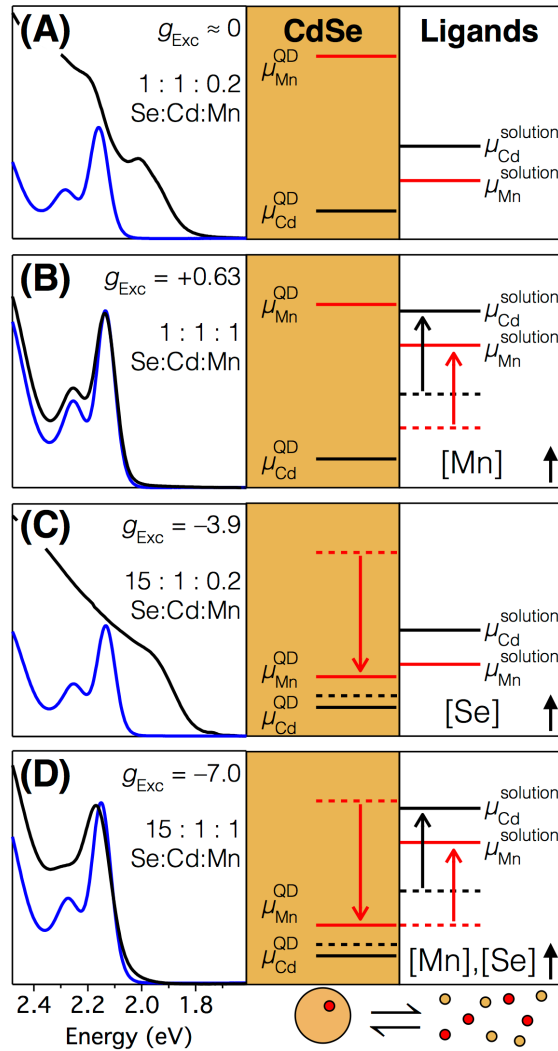 (A)
g_Exc ≈ 0
1 : 1 : 0.2
Se:Cd:Mn
CdSe
μ_Mn^QD
μ_Cd^QD
Ligands
μ_Cd^solution
μ_Mn^solution
(B)
g_Exc = +0.63
1 : 1 : 1
Se:Cd:Mn
μ_Mn^QD
μ_Cd^QD
μ_Cd^solution
μ_Mn^solution
[Mn]
(C)
g_Exc = −3.9
15 : 1 : 0.2
Se:Cd:Mn
μ_Mn^QD
μ_Cd^QD
μ_Cd^solution
μ_Mn^solution
[Se]
(D)
g_Exc = −7.0
15 : 1 : 1
Se:Cd:Mn
μ_Mn^QD
μ_Cd^QD
μ_Cd^solution
μ_Mn^solution
[Mn],[Se]
2.4 2.2 2.0 1.8
Energy (eV)